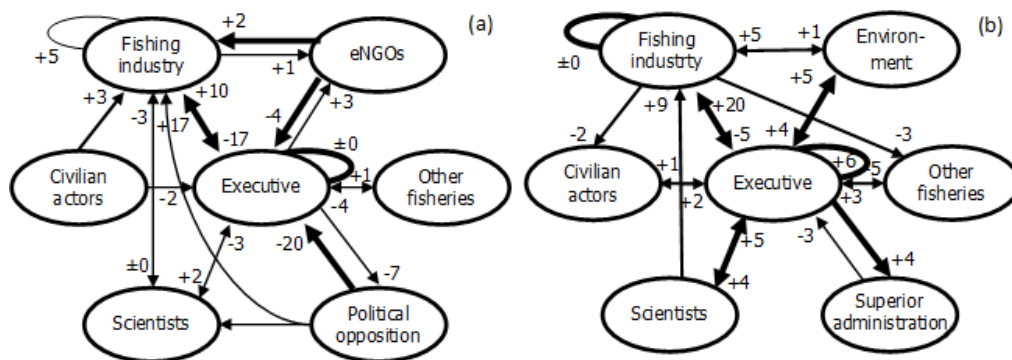 (a)
+2
Fishing
industry
eNGOs
+5
+1
+3
+10
+3
-3
+17
-4
-17
±0
Civilian
actors
Executive
+1
Other
fisheries
-2
-4
-3
-20
±0
+2
-7
Scientists
Political
opposition
(b)
Fishing
industrty
±0
+5
+1
Environ-
ment
+5
+9
+20
-2
-5
+4
-3
Civilian
actors
+1
Executive
+6
-5
Other
fisheries
+2
+3
+5
-3
+4
+4
Scientists
Superior
administration